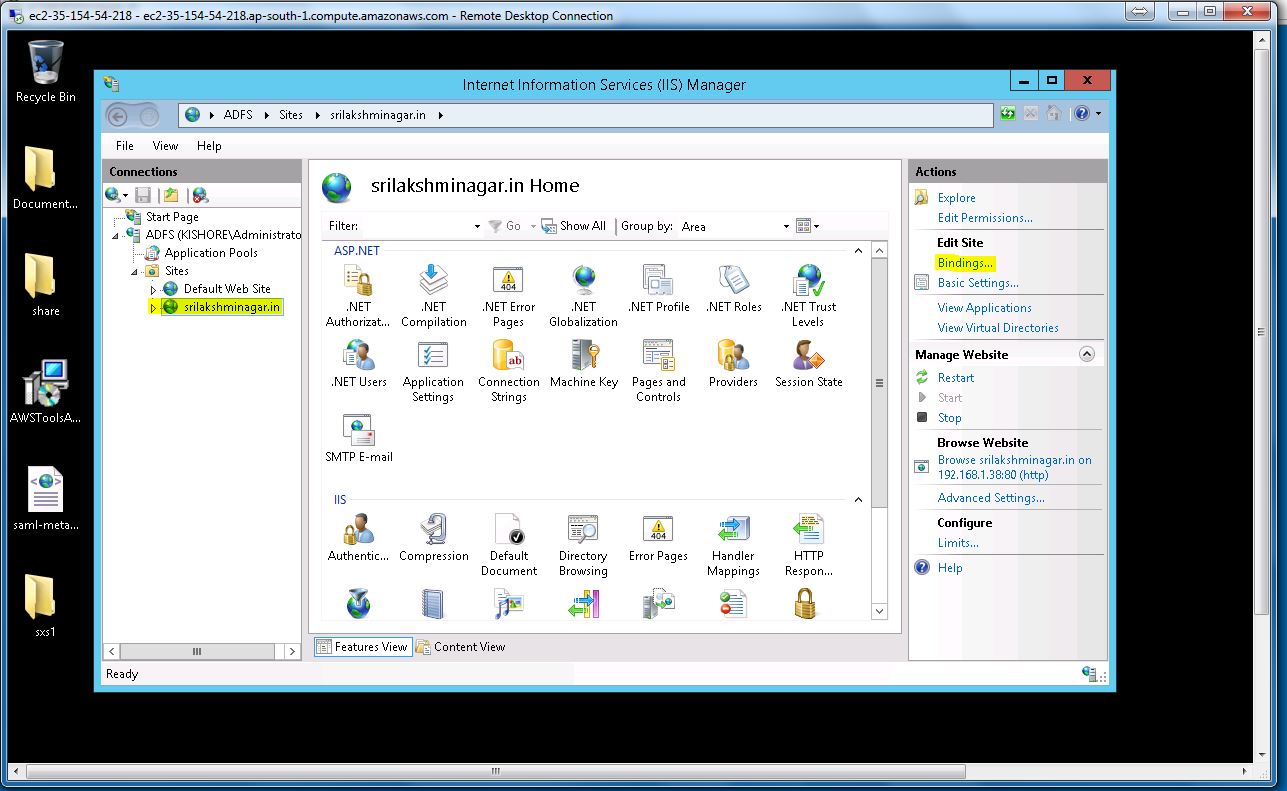 ec2-35-154-54-218 - ec2-35-154-54-218.ap-south-1.compute.amazonaws.com - Remote Desktop Connection
Recycle Bin
Document...
share
AWSToolsA...
saml-meta...
sxs1
Internet Information Services (IIS) Manager
ADFS Sites srilakshminagar.in
File View Help
Connections
Start Page
ADFS (KISHORE\Administrato
Application Pools
Sites
Default Web Site
srilakshminagar.in
srilakshminagar.in Home
Filter: Go Show All Group by: Area
ASP.NET
.NET Authorizat...
.NET Compilation
.NET Error Pages
.NET Globalization
.NET Profile
.NET Roles
.NET Trust Levels
.NET Users
Application Settings
Connection Strings
Machine Key
Pages and Controls
Providers
Session State
SMTP E-mail
IIS
Authentic...
Compression
Default Document
Directory Browsing
Error Pages
Handler Mappings
HTTP Respon...
Features View Content View
Ready
Actions
Explore
Edit Permissions...
Edit Site
Bindings...
Basic Settings...
View Applications
View Virtual Directories
Manage Website
Restart
Start
Stop
Browse Website
Browse srilakshminagar.in on
192.168.1.38:80 (http)
Advanced Settings...
Configure
Limits...
Help
404
ab
404